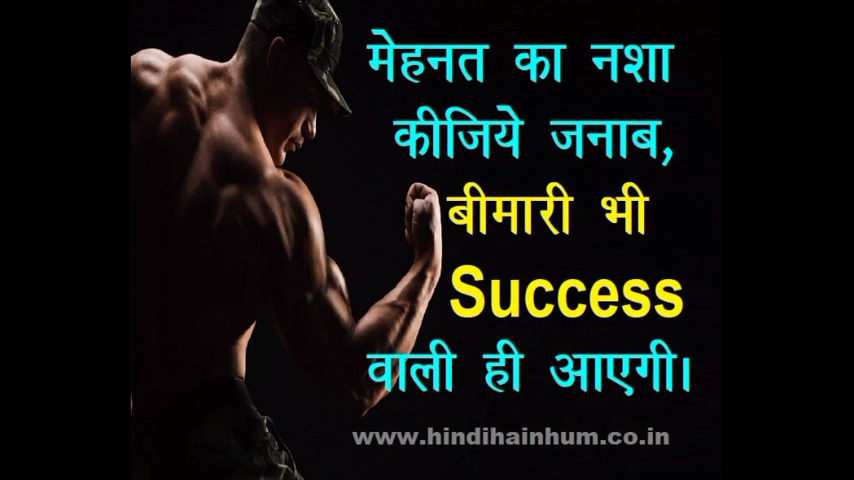 मेहनत का नशा
कीजिये जनाब,
बीमारी भी
Success
वाली ही आएगी।
www.hindihainhum.co.in